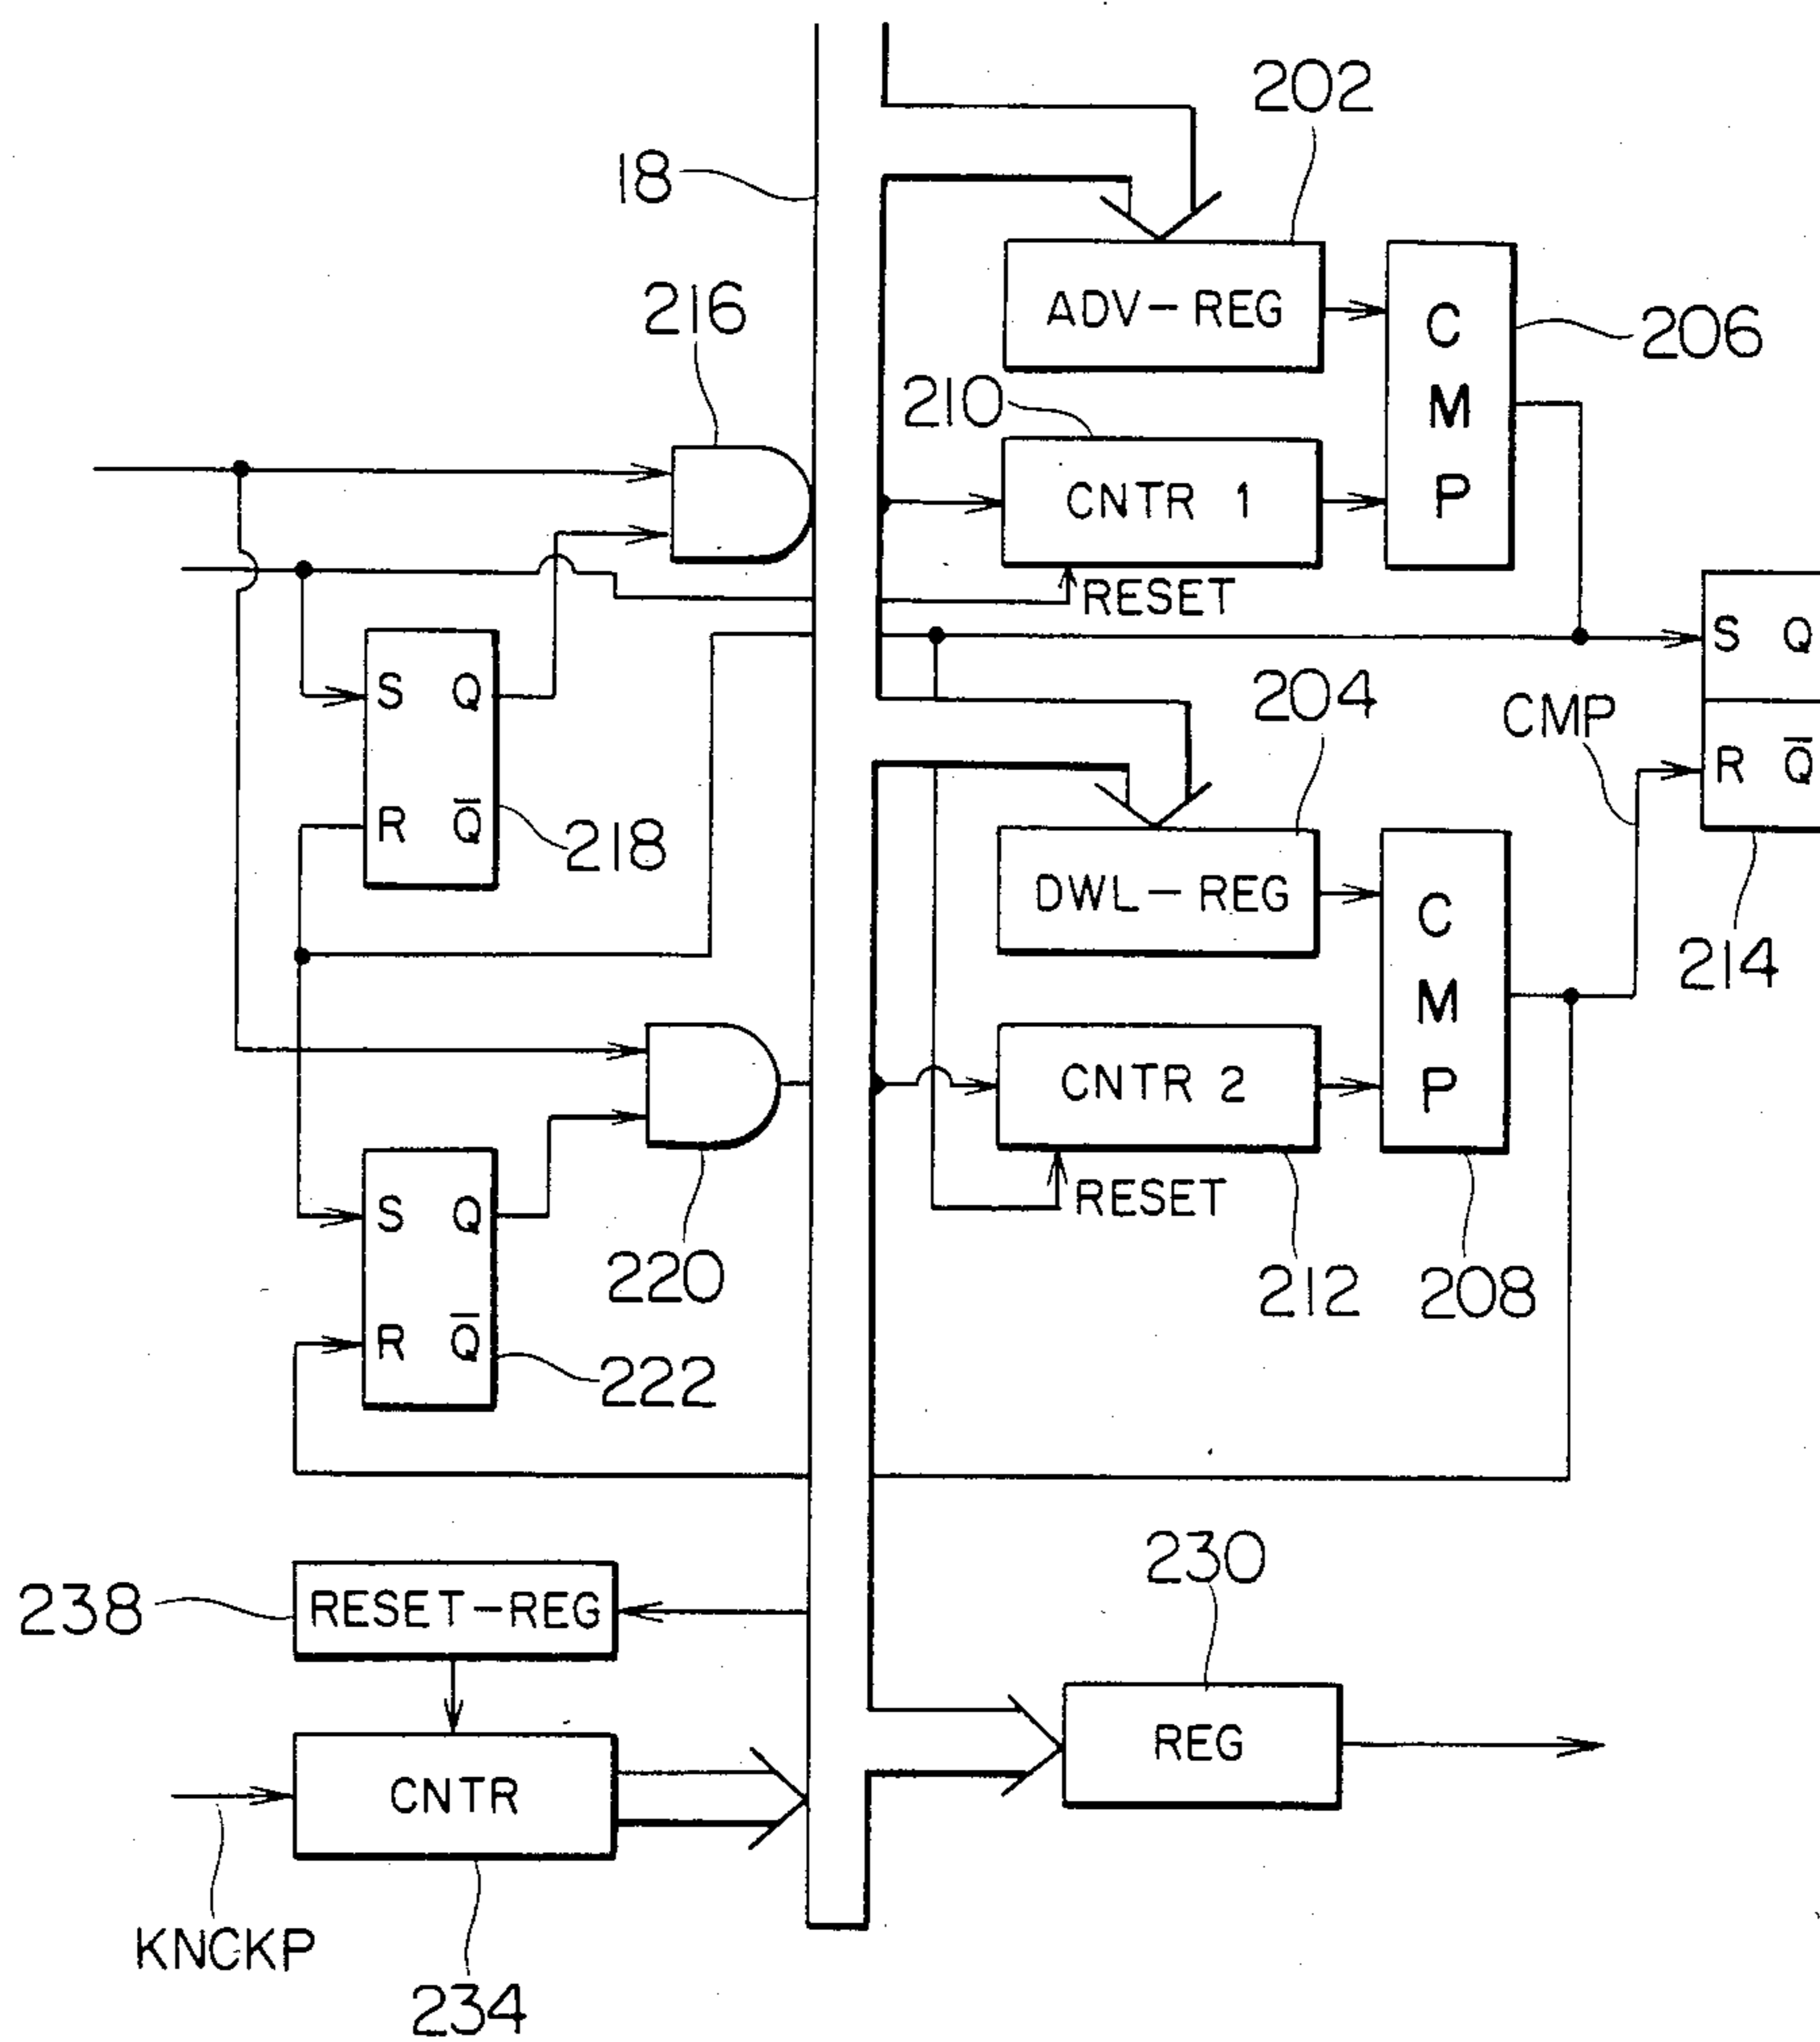 202
18
216
ADV-REG
C
M
P
206
210
CNTR 1
RESET
S Q
R Q̅
218
S Q
R Q̅
214
204
CMP
DWL-REG
C
M
P
CNTR 2
RESET
220
212
208
S Q
R Q̅
222
238
RESET-REG
230
REG
CNTR
KNCKP
234